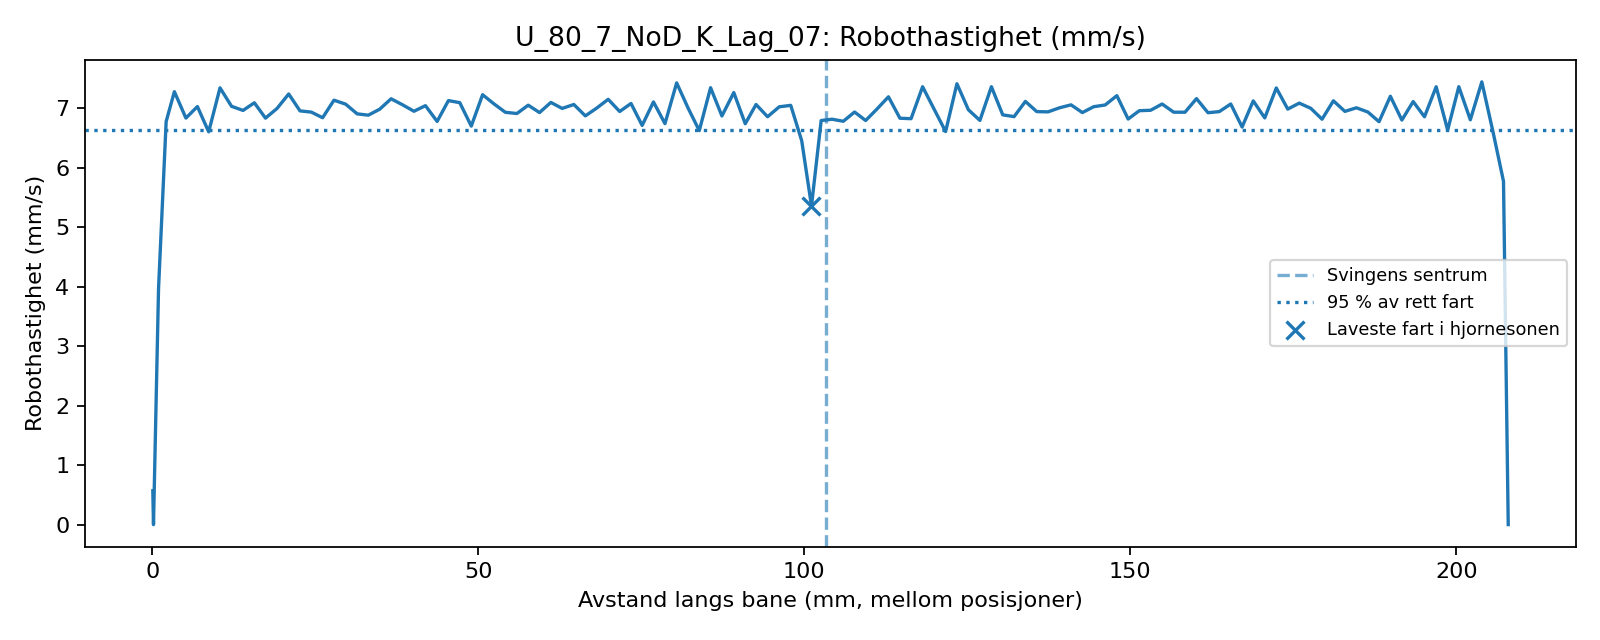 U_80_7_NoD_K_Lag_07: Robothastighet (mm/s)
Robothastighet (mm/s)
7
6
5
4
3
2
1
0
Svingens sentrum
95 % av rett fart
Laveste fart i hjornesonen
0 50 100 150 200
Avstand langs bane (mm, mellom posisjoner)